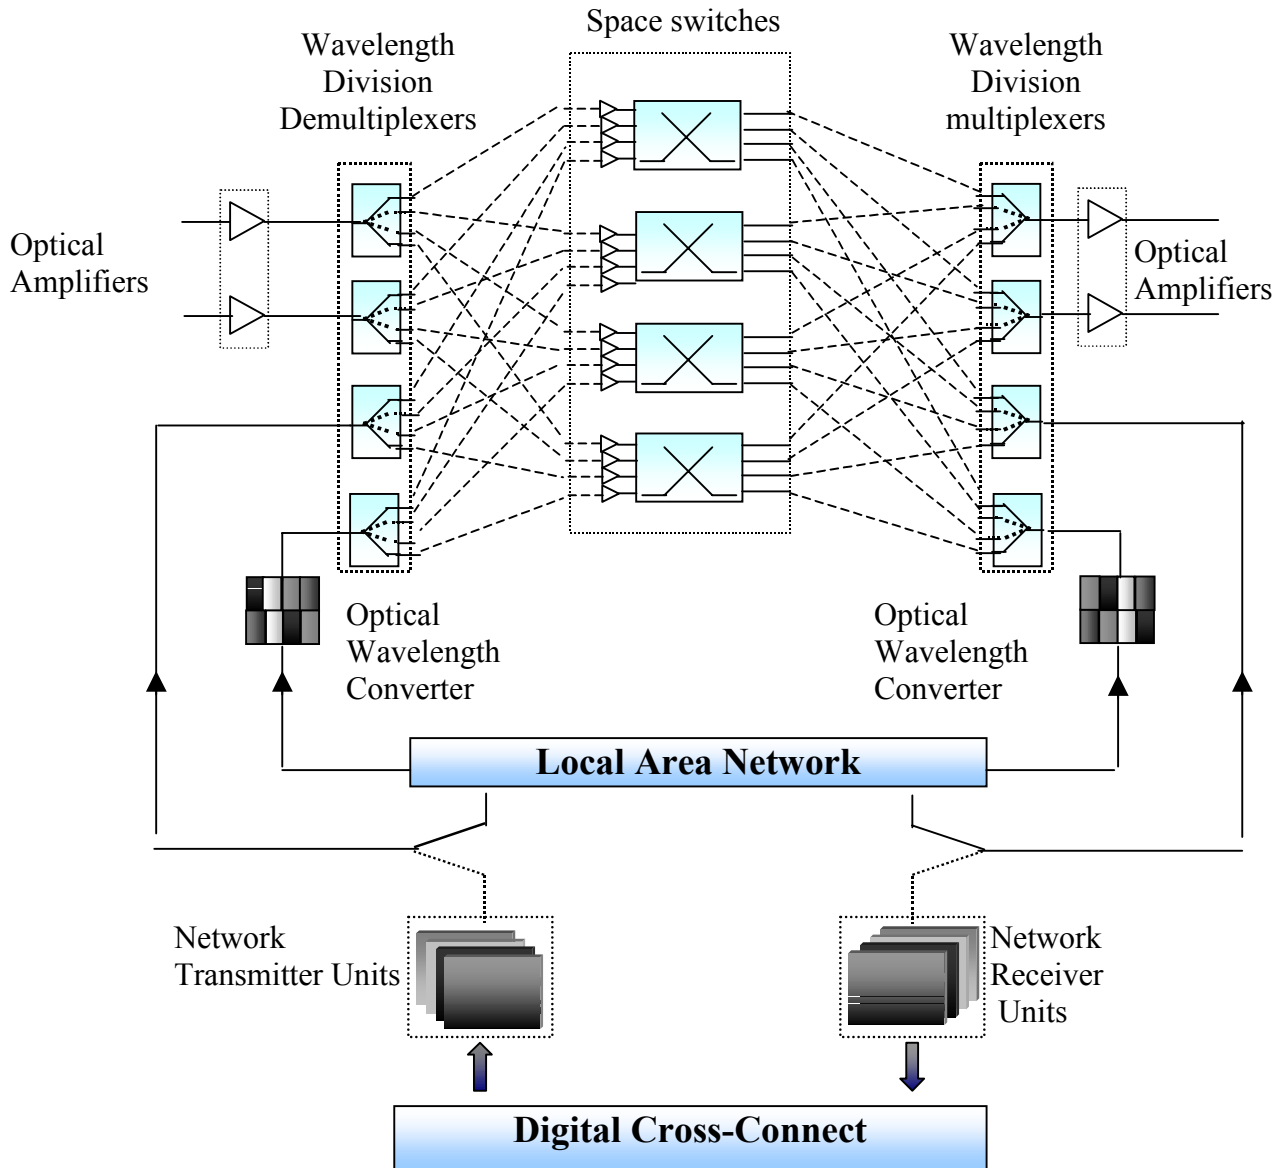 Space switches
Wavelength
Division
Demultiplexers
Wavelength
Division
multiplexers
Optical
Amplifiers
Optical
Amplifiers
Optical
Wavelength
Converter
Optical
Wavelength
Converter
Local Area Network
Network
Transmitter Units
Network
Receiver
Units
Digital Cross-Connect